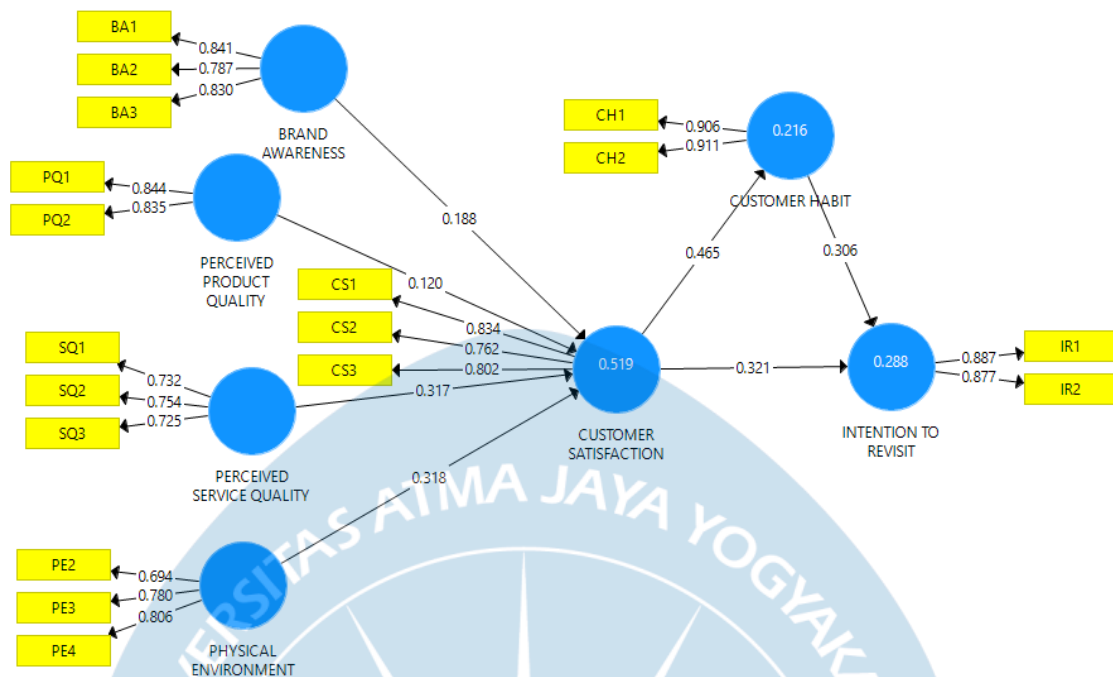 BA1
0.841
BA2
0.787
BA3
0.830
BRAND
AWARENESS
PQ1
0.844
PQ2
0.835
PERCEIVED
PRODUCT
QUALITY
SQ1
0.732
SQ2
0.754
SQ3
0.725
PERCEIVED
SERVICE QUALITY
PE2
0.694
PE3
0.780
PE4
0.806
PHYSICAL
ENVIRONMENT
0.188
0.120
0.317
0.318
CS1
0.834
CS2
0.762
CS3
0.802
0.519
CUSTOMER
SATISFACTION
CH1
0.906
CH2
0.911
0.216
CUSTOMER HABIT
0.465
0.306
0.321
0.288
INTENTION TO
REVISIT
0.887
IR1
0.877
IR2
VERSITAS ATMA JAYA YOGYAKA